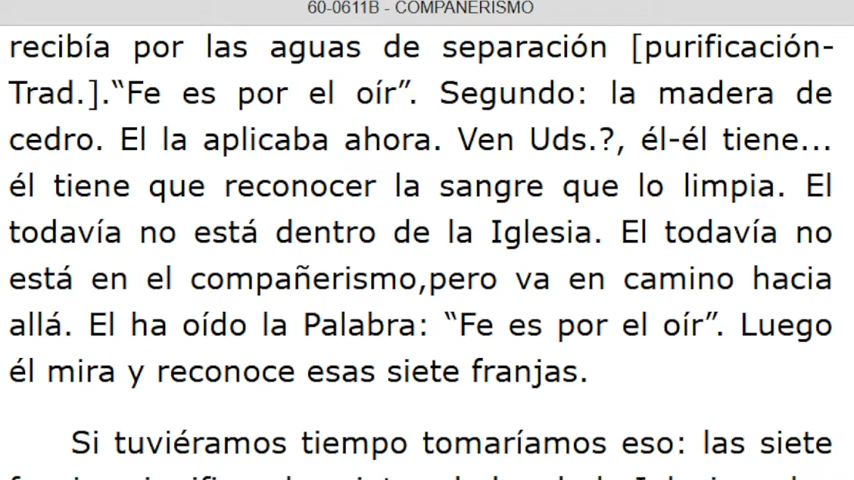 60-0611B - COMPAÑERISMO
recibía por las aguas de separación [purificación-
Trad.].“Fe es por el oír”. Segundo: la madera de
cedro. El la aplicaba ahora. Ven Uds.?, él-él tiene...
él tiene que reconocer la sangre que lo limpia. El
todavía no está dentro de la Iglesia. El todavía no
está en el compañerismo,pero va en camino hacia
allá. El ha oído la Palabra: “Fe es por el oír”. Luego
él mira y reconoce esas siete franjas.
Si tuviéramos tiempo tomaríamos eso: las siete